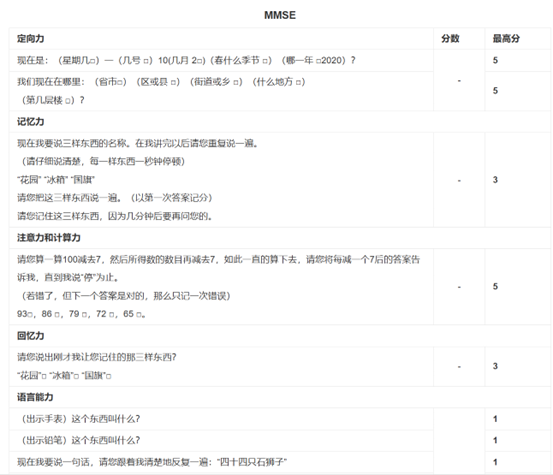 MMSE
定向力 分数 最高分
现在是：（星期几□）—（几号 □）10(几月 2□)（春什么季节 □）（哪一年 □2020）？ 5
我们现在在哪里：（省市□）（区或县 □）（街道或乡 □）（什么地方 □）
（第几层楼 □）？
- 5
记忆力
现在我要说三样东西的名称。在我讲完以后请您重复说一遍。
（请仔细说清楚，每一样东西一秒钟停顿）
“花园” “冰箱” “国旗”
请您把这三样东西说一遍。（以第一次答案记分）
请您记住这三样东西，因为几分钟后要再问您的。
- 3
注意力和计算力
请您算一算100减去7，然后所得数的数目再减去7，如此一直的算下去，请您将每减一个7后的答案告
诉我，直到我说“停”为止。
（若错了，但下一个答案是对的，那么只记一次错误）
93□，86 □，79 □，72 □，65 □。
- 5
回忆力
请您说出刚才我让您记住的那三样东西?
“花园”□ “冰箱”□ “国旗”□
- 3
语言能力
（出示手表）这个东西叫什么? 1
（出示铅笔）这个东西叫什么? 1
现在我要说一句话，请您跟着我清楚地反复一遍：“四十四只石狮子” 1